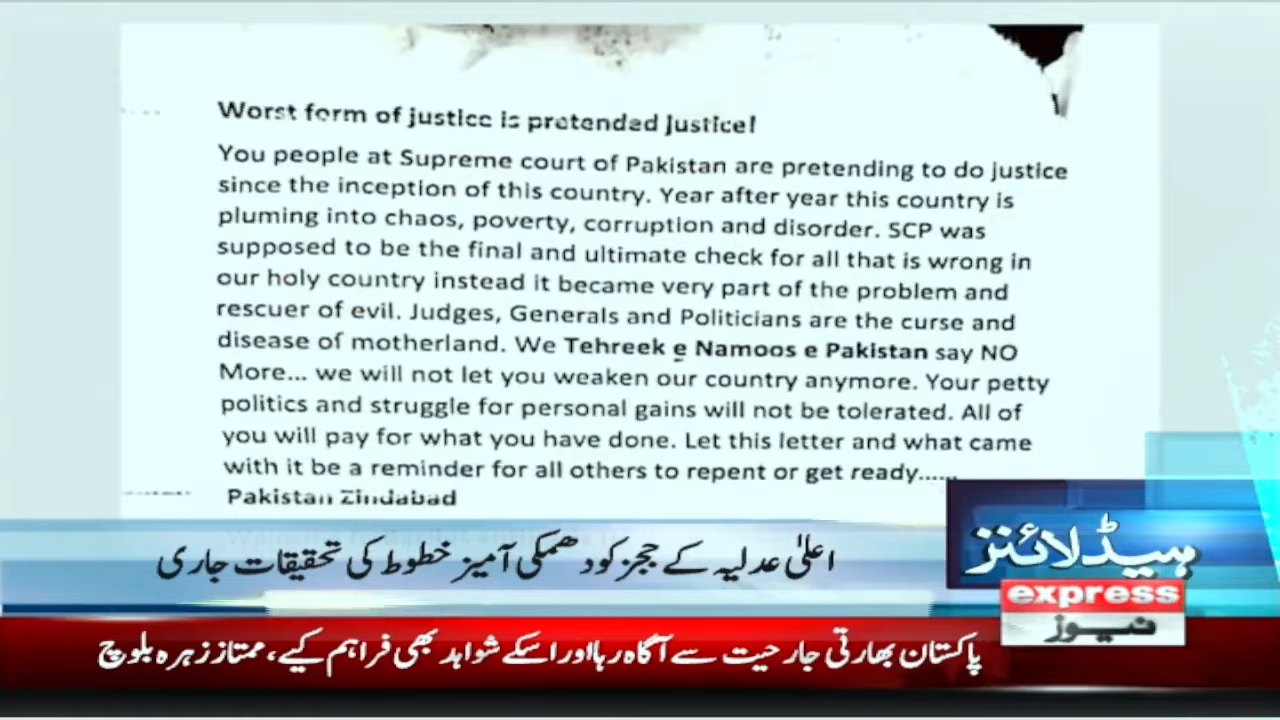 Worst form of justice is pretended justice!
You people at Supreme court of Pakistan are pretending to do justice
since the inception of this country. Year after year this country is
pluming into chaos, poverty, corruption and disorder. SCP was
supposed to be the final and ultimate check for all that is wrong in
our holy country instead it became very part of the problem and
rescuer of evil. Judges, Generals and Politicians are the curse and
disease of motherland. We Tehreek e Namoos e Pakistan say NO
More... we will not let you weaken our country anymore. Your petty
politics and struggle for personal gains will not be tolerated. All of
you will pay for what you have done. Let this letter and what came
with it be a reminder for all others to repent or get ready......
Pakistan Zindabad
اعلیٰ عدلیہ کے ججز کو دھمکی آمیز خطوط کی تحقیقات جاری
ہیڈلائنز
express
نیوز
پاکستان بھارتی جارحیت سے آگاہ رہا اور اسکے شواہد بھی فراہم کیے، ممتاز زہرہ بلوچ